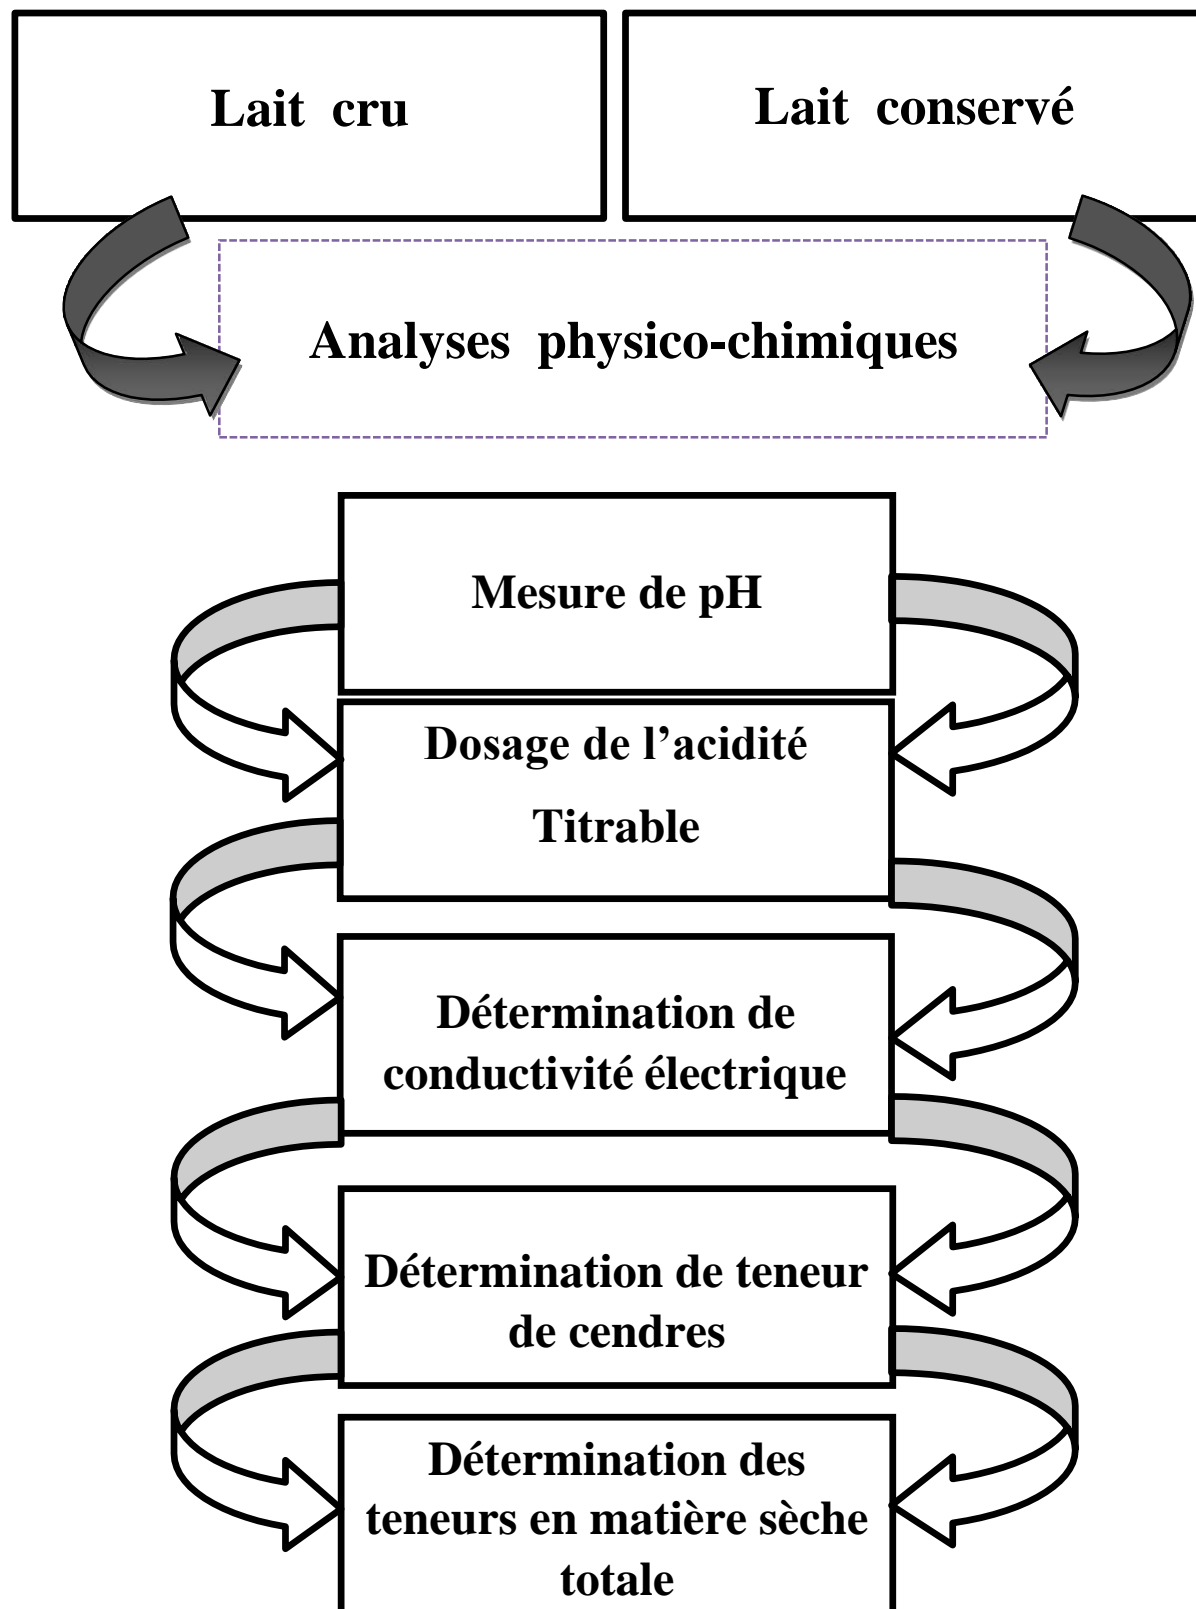 Lait cru
Lait conservé
Analyses physico-chimiques
Mesure de pH
Dosage de l’acidité
Titrable
Détermination de
conductivité électrique
Détermination de teneur
de cendres
Détermination des
teneurs en matière sèche
totale